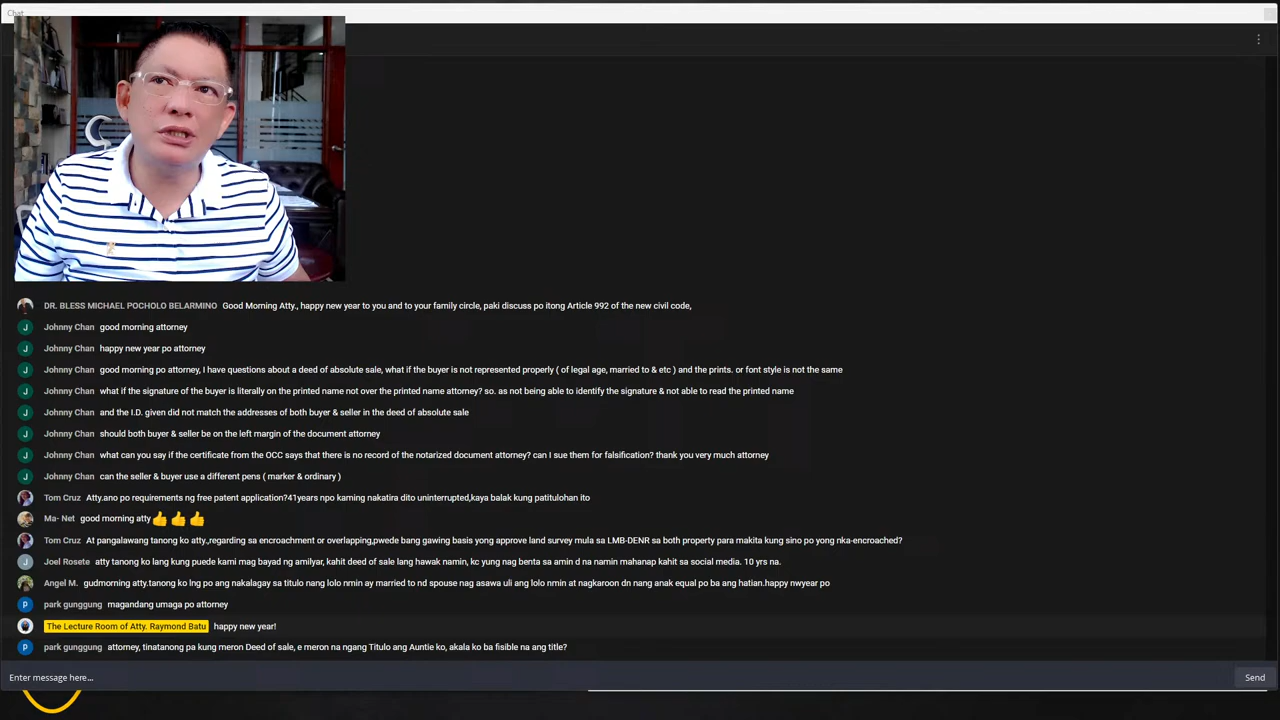 Chat
DR. BLESS MICHAEL POCHOLO BELARMINO Good Morning Atty., happy new year to you and to your family circle, paki discuss po itong Article 992 of the new civil code,
J Johnny Chan good morning attorney
J Johnny Chan happy new year po attorney
J Johnny Chan good morning po attorney, I have questions about a deed of absolute sale, what if the buyer is not represented properly ( of legal age, married to & etc ) and the prints. or font style is not the same
J Johnny Chan what if the signature of the buyer is literally on the printed name not over the printed name attorney? so. as not being able to identify the signature & not able to read the printed name
J Johnny Chan and the I.D. given did not match the addresses of both buyer & seller in the deed of absolute sale
J Johnny Chan should both buyer & seller be on the left margin of the document attorney
J Johnny Chan what can you say if the certificate from the OCC says that there is no record of the notarized document attorney? can I sue them for falsification? thank you very much attorney
J Johnny Chan can the seller & buyer use a different pens ( marker & ordinary )
Tom Cruz Atty.ano po requirements ng free patent application?41years npo kaming nakatira dito uninterrupted,kaya balak kung patitulohan ito
Ma- Net good morning atty👍👍👍
Tom Cruz At pangalawang tanong ko atty.,regarding sa encroachment or overlapping,pwede bang gawing basis yong approve land survey mula sa LMB-DENR sa both property para makita kung sino po yong nka-encroached?
J Joel Rosete atty tanong ko lang kung puede kami mag bayad ng amilyar, kahit deed of sale lang hawak namin, kc yung nag benta sa amin d na namin mahanap kahit sa social media. 10 yrs na.
Angel M. gudmorning atty.tanong ko lng po ang nakalagay sa titulo nang lolo nmin ay married to nd spouse nag asawa uli ang lolo nmin at nagkaroon dn nang anak equal po ba ang hatian.happy nwyear po
p park gunggung magandang umaga po attorney
The Lecture Room of Atty. Raymond Batu happy new year!
p park gunggung attorney, tinatanong pa kung meron Deed of sale, e meron na ngang Titulo ang Auntie ko, akala ko ba fisible na ang title?
Enter message here...
Send